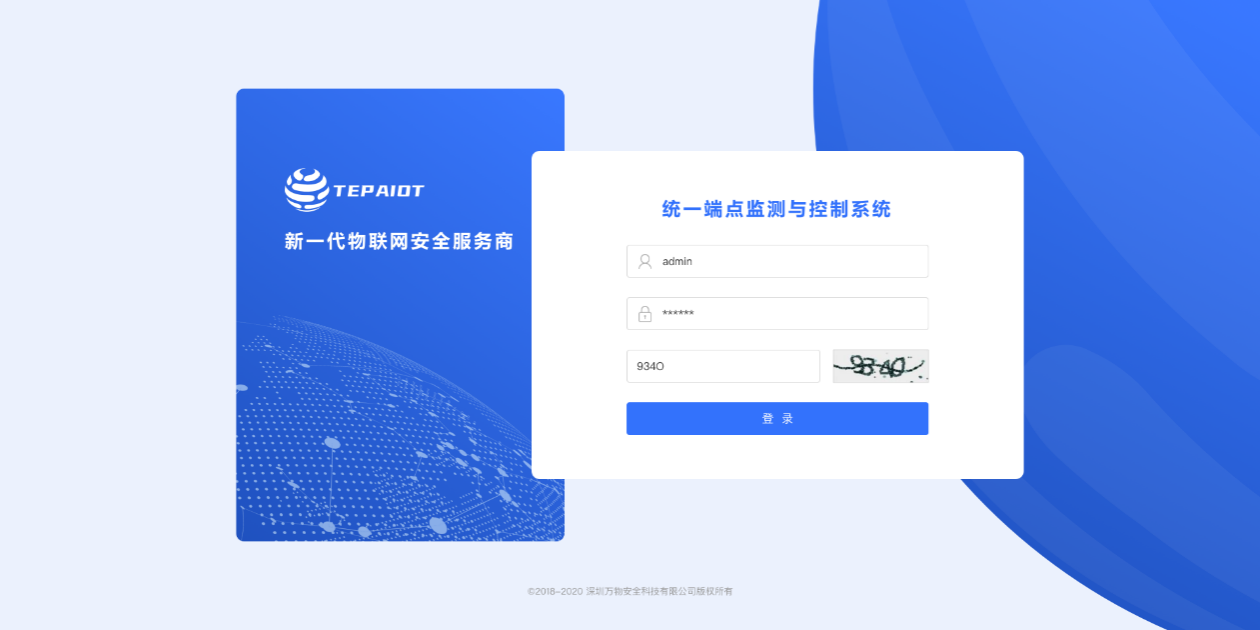 TEPAIOT
新一代物联网安全服务商
统一端点监测与控制系统
admin
******
934O
9340
登 录
©2018-2020 深圳万物安全科技有限公司版权所有